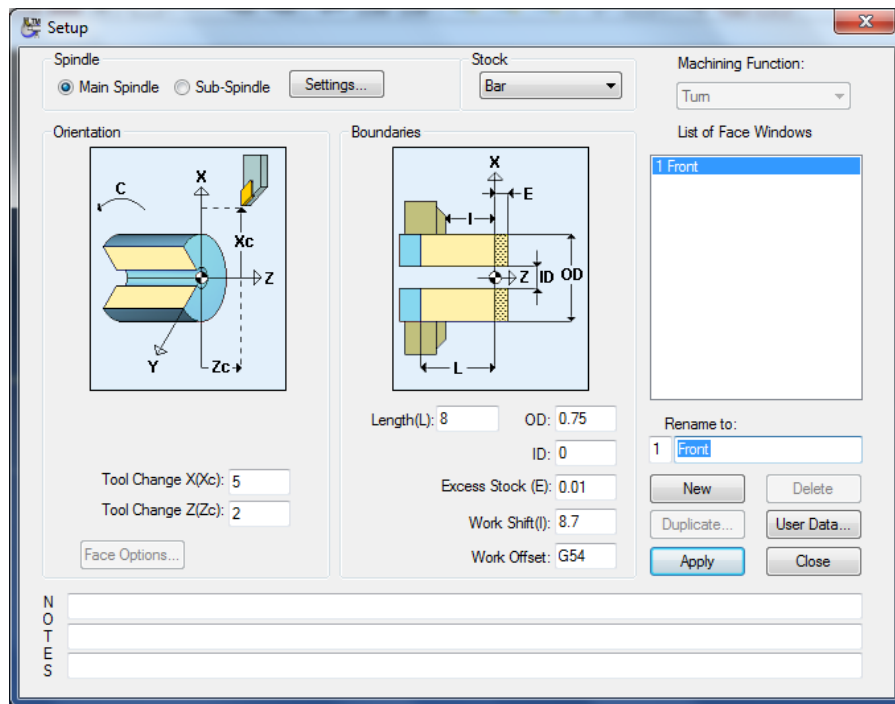 Setup
Spindle
Main Spindle Sub-Spindle Settings...
Stock
Bar
Machining Function:
Turn
Orientation
C
X
Xc
Z
Y
Zc
Tool Change X(Xc): 5
Tool Change Z(Zc): 2
Face Options...
Boundaries
X
E
I
Z ID OD
L
Length(L): 8 OD: 0.75
ID: 0
Excess Stock (E): 0.01
Work Shift(I): 8.7
Work Offset: G54
List of Face Windows
1 Front
Rename to:
1 Front
New Delete
Duplicate... User Data...
Apply Close
NOTES